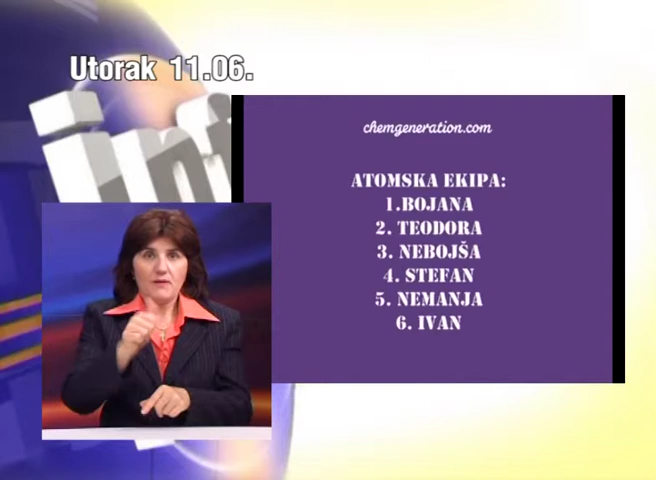 Utorak 11.06.
inf
chemgeneration.com
ATOMSKA EKIPA:
1.BOJANA
2. TEODORA
3. NEBOJŠA
4. STEFAN
5. NEMANJA
6. IVAN